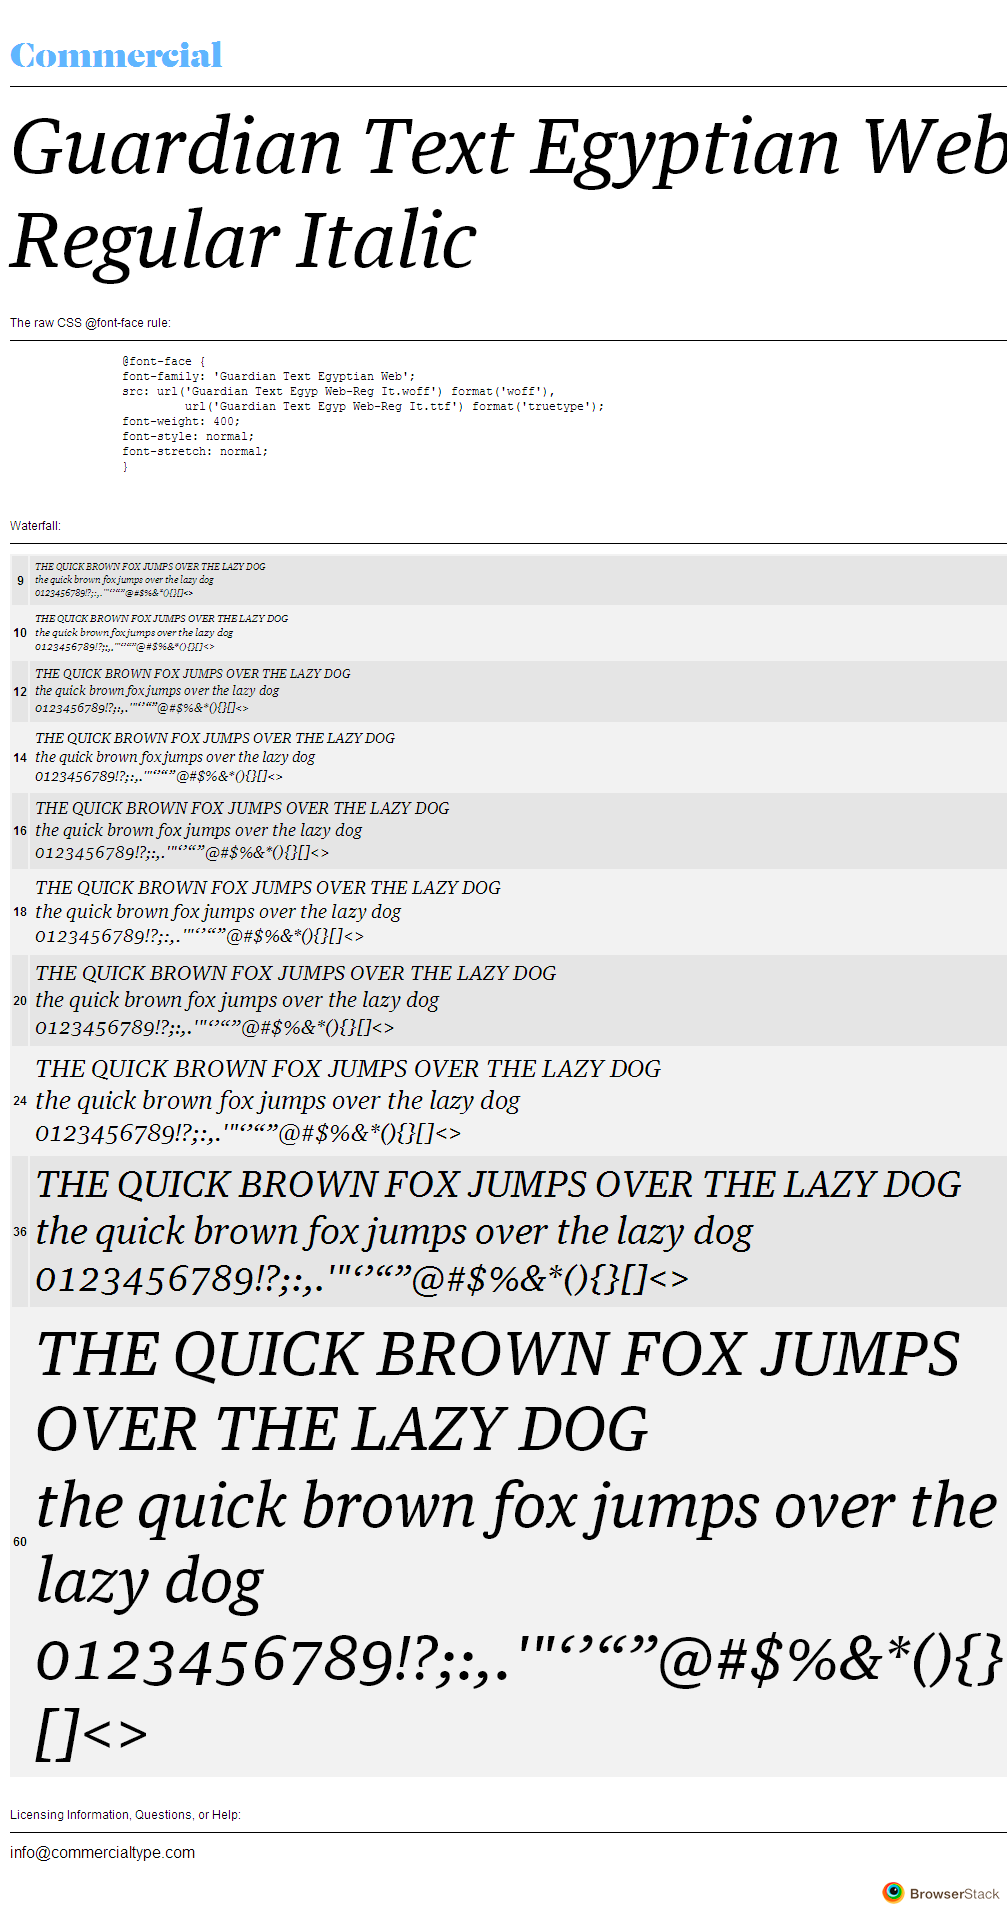 Commercial
Guardian Text Egyptian Web
Regular Italic
The raw CSS @font-face rule:
@font-face {
font-family: 'Guardian Text Egyptian Web';
src: url('Guardian Text Egyp Web-Reg It.woff') format('woff'),
url('Guardian Text Egyp Web-Reg It.ttf') format('truetype');
font-weight: 400;
font-style: normal;
font-stretch: normal;
}
Waterfall:
9
THE QUICK BROWN FOX JUMPS OVER THE LAZY DOG
the quick brown fox jumps over the lazy dog
0123456789!?;:,.'"‘’“”@#$%&*(){}[]<>
10
THE QUICK BROWN FOX JUMPS OVER THE LAZY DOG
the quick brown fox jumps over the lazy dog
0123456789!?;:,.'"‘’“”@#$%&*(){}[]<>
12
THE QUICK BROWN FOX JUMPS OVER THE LAZY DOG
the quick brown fox jumps over the lazy dog
0123456789!?;:,.'"‘’“”@#$%&*(){}[]<>
14
THE QUICK BROWN FOX JUMPS OVER THE LAZY DOG
the quick brown fox jumps over the lazy dog
0123456789!?;:,.'"‘’“”@#$%&*(){}[]<>
16
THE QUICK BROWN FOX JUMPS OVER THE LAZY DOG
the quick brown fox jumps over the lazy dog
0123456789!?;:,.'"‘’“”@#$%&*(){}[]<>
18
THE QUICK BROWN FOX JUMPS OVER THE LAZY DOG
the quick brown fox jumps over the lazy dog
0123456789!?;:,.'"‘’“”@#$%&*(){}[]<>
20
THE QUICK BROWN FOX JUMPS OVER THE LAZY DOG
the quick brown fox jumps over the lazy dog
0123456789!?;:,.'"‘’“”@#$%&*(){}[]<>
24
THE QUICK BROWN FOX JUMPS OVER THE LAZY DOG
the quick brown fox jumps over the lazy dog
0123456789!?;:,.'"‘’“”@#$%&*(){}[]<>
36
THE QUICK BROWN FOX JUMPS OVER THE LAZY DOG
the quick brown fox jumps over the lazy dog
0123456789!?;:,.'"‘’“”@#$%&*(){}[]<>
60
THE QUICK BROWN FOX JUMPS
OVER THE LAZY DOG
the quick brown fox jumps over the
lazy dog
0123456789!?;:,.'"‘’“”@#$%&*(){}
[]<>
Licensing Information, Questions, or Help:
info@commercialtype.com
BrowserStack